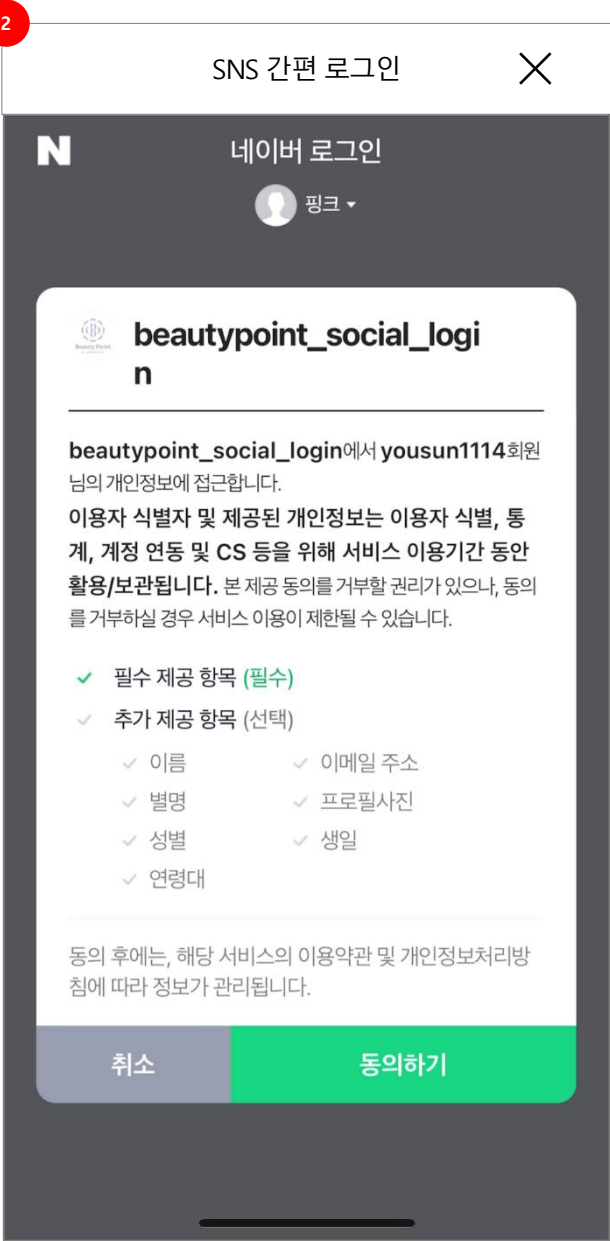 2
SNS 간편 로그인
N
네이버 로그인
핑크
beautypoint_social_logi
n
beautypoint_social_login에서 yousun1114회원
님의 개인정보에 접근합니다.
이용자 식별자 및 제공된 개인정보는 이용자 식별, 통
계, 계정 연동 및 CS 등을 위해 서비스 이용기간 동안
활용/보관됩니다. 본 제공 동의를 거부할 권리가 있으나, 동의
를 거부하실 경우 서비스 이용이 제한될 수 있습니다.
필수 제공 항목 (필수)
추가 제공 항목 (선택)
이름 이메일 주소
별명 프로필사진
성별 생일
연령대
동의 후에는, 해당 서비스의 이용약관 및 개인정보처리방
침에 따라 정보가 관리됩니다.
취소 동의하기